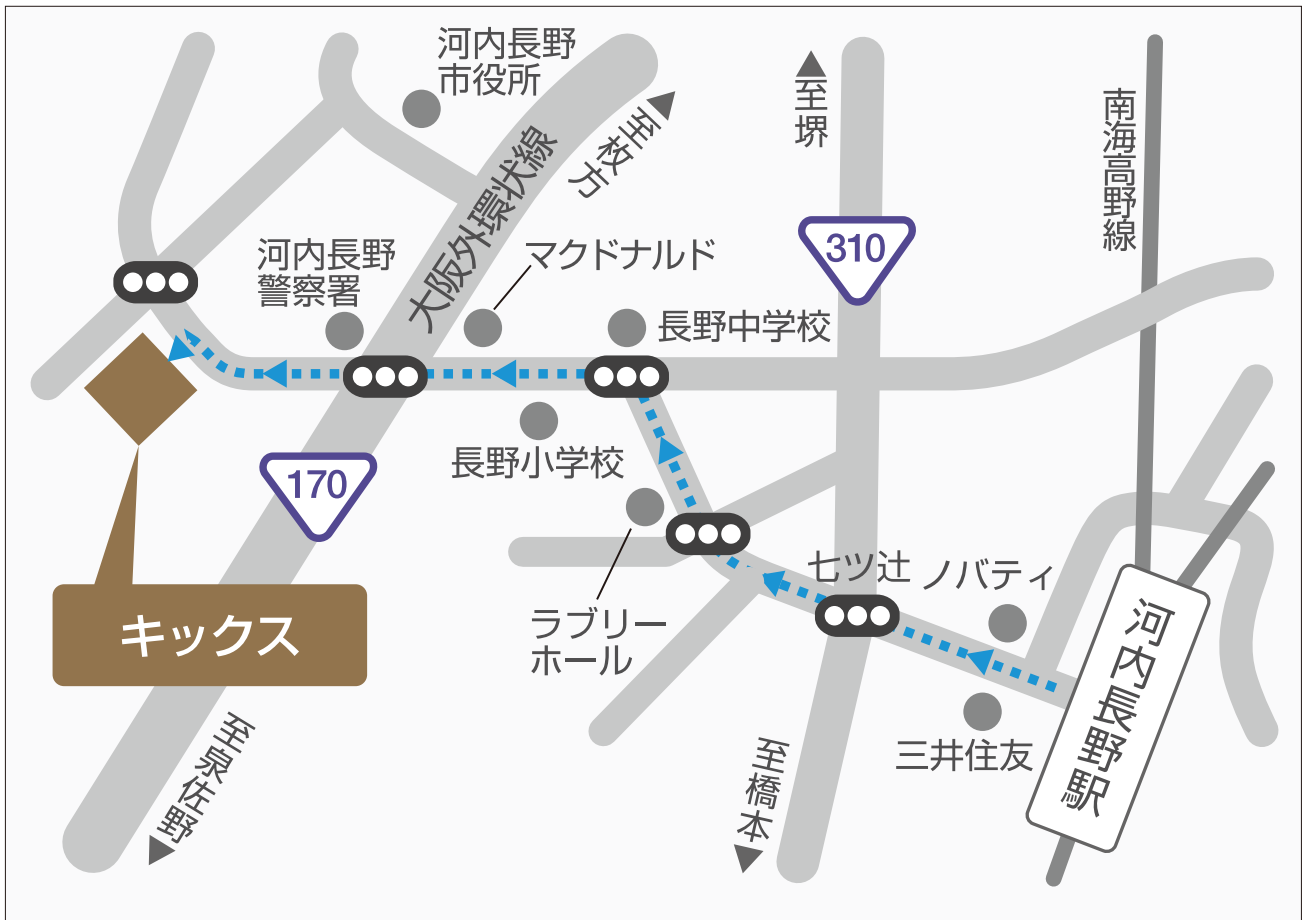 河内長野
市役所
大阪外環状線
至枚方
至堺
南海高野線
310
河内長野
警察署
マクドナルド
長野中学校
長野小学校
170
ラブリー
ホール
七ツ辻
ノバティ
キックス
三井住友
河内長野駅
至泉佐野
至橋本